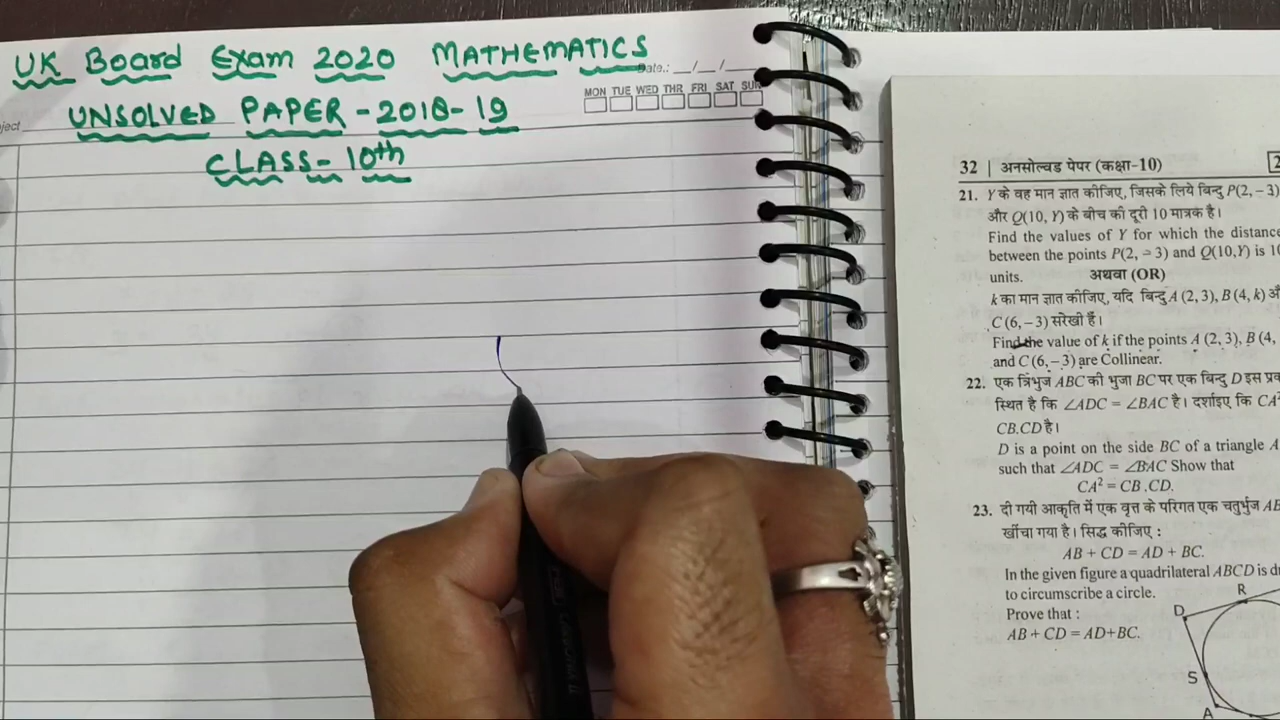 UK Board Exam 2020 MATHEMATICS
Date.: __/__/____
UNSOLVED PAPER - 2018-19
MON TUE WED THR FRI SAT SUN
CLASS- 10th
32 | अनसोल्वड पेपर (कक्षा-10)
21. Y के वह मान ज्ञात कीजिए, जिसके लिये बिन्दु P(2, -3)
और Q(10, Y) के बीच की दूरी 10 मात्रक है।
Find the values of Y for which the distance
between the points P(2, - 3) and Q(10,Y) is
units. अथवा (OR)
k का मान ज्ञात कीजिए, यदि बिन्दु A (2, 3), B (4, k)
C (6, -3) सरेखी हैं।
Find the value of k if the points A (2, 3), B (4,
and C (6, -3) are Collinear.
22. एक त्रिभुज ABC की भुजा BC पर एक बिन्दु D इस
स्थित है कि ∠ADC = ∠BAC है। दर्शाइए कि
CB.CD है।
D is a point on the side BC of a triangle
such that ∠ADC = ∠BAC Show that
CA² = CB .CD.
23. दी गयी आकृति में एक वृत्त के परिगत एक चतुर्भुज
खींचा गया है। सिद्ध कीजिए :
AB + CD = AD + BC.
In the given figure a quadrilateral ABCD is
to circumscribe a circle.
Prove that :
AB + CD = AD+BC.
R
D
S
A